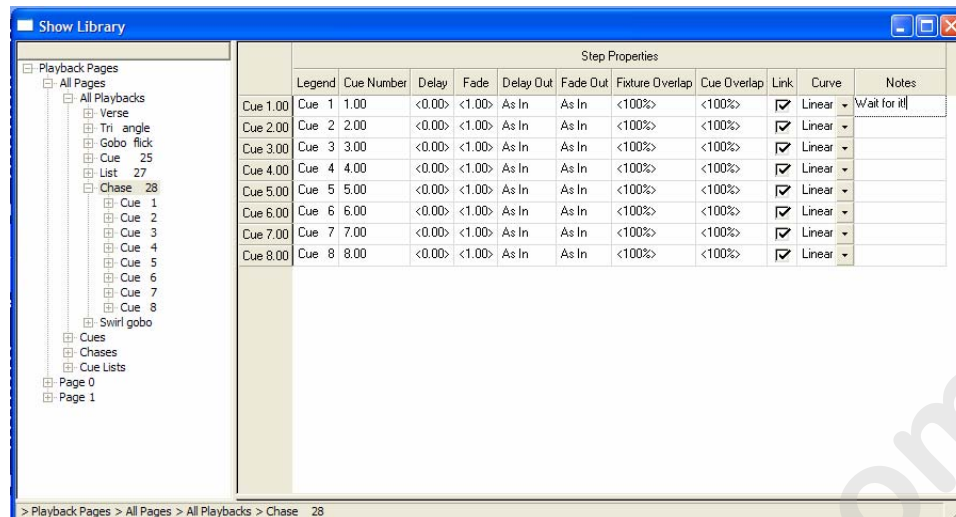 Show Library
Playback Pages
All Pages
All Playbacks
Verse
Tri angle
Gobo flick
Cue 25
List 27
Chase 28
Cue 1
Cue 2
Cue 3
Cue 4
Cue 5
Cue 6
Cue 7
Cue 8
Swirl gobo
Cues
Chases
Cue Lists
Page 0
Page 1
Step Properties
Legend Cue Number Delay Fade Delay Out Fade Out Fixture Overlap Cue Overlap Link Curve Notes
Cue 1.00 Cue 1 1.00 <0.00> <1.00> As In As In <100%> <100%> Linear Wait for it!
Cue 2.00 Cue 2 2.00 <0.00> <1.00> As In As In <100%> <100%> Linear
Cue 3.00 Cue 3 3.00 <0.00> <1.00> As In As In <100%> <100%> Linear
Cue 4.00 Cue 4 4.00 <0.00> <1.00> As In As In <100%> <100%> Linear
Cue 5.00 Cue 5 5.00 <0.00> <1.00> As In As In <100%> <100%> Linear
Cue 6.00 Cue 6 6.00 <0.00> <1.00> As In As In <100%> <100%> Linear
Cue 7.00 Cue 7 7.00 <0.00> <1.00> As In As In <100%> <100%> Linear
Cue 8.00 Cue 8 8.00 <0.00> <1.00> As In As In <100%> <100%> Linear
> Playback Pages > All Pages > All Playbacks > Chase 28